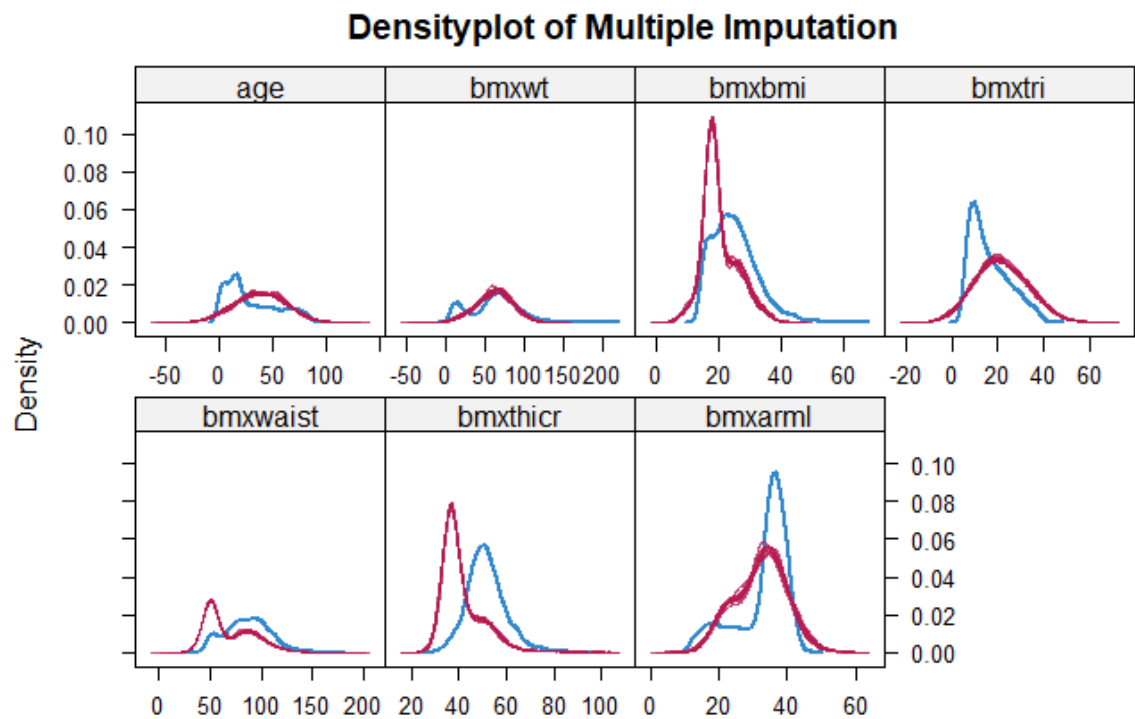 Densityplot of Multiple Imputation
age bmxwt bmxbmi bmxtri
0.10
0.08
0.06
0.04
0.02
0.00
-50 0 50 100 -50 0 50 100 200 0 20 40 60 -20 0 20 40 60
Density
bmxwaist bmxthicr bmxarml
0.10
0.08
0.06
0.04
0.02
0.00
0 50 100 150 200 20 40 60 80 100 0 20 40 60